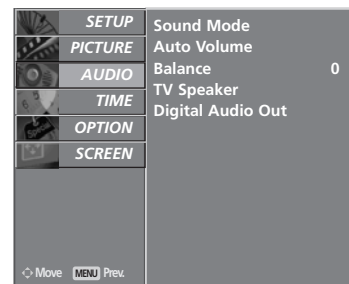 SETUP
PICTURE
AUDIO
TIME
OPTION
SCREEN
Move MENU Prev.
Sound Mode
Auto Volume
Balance 0
TV Speaker
Digital Audio Out